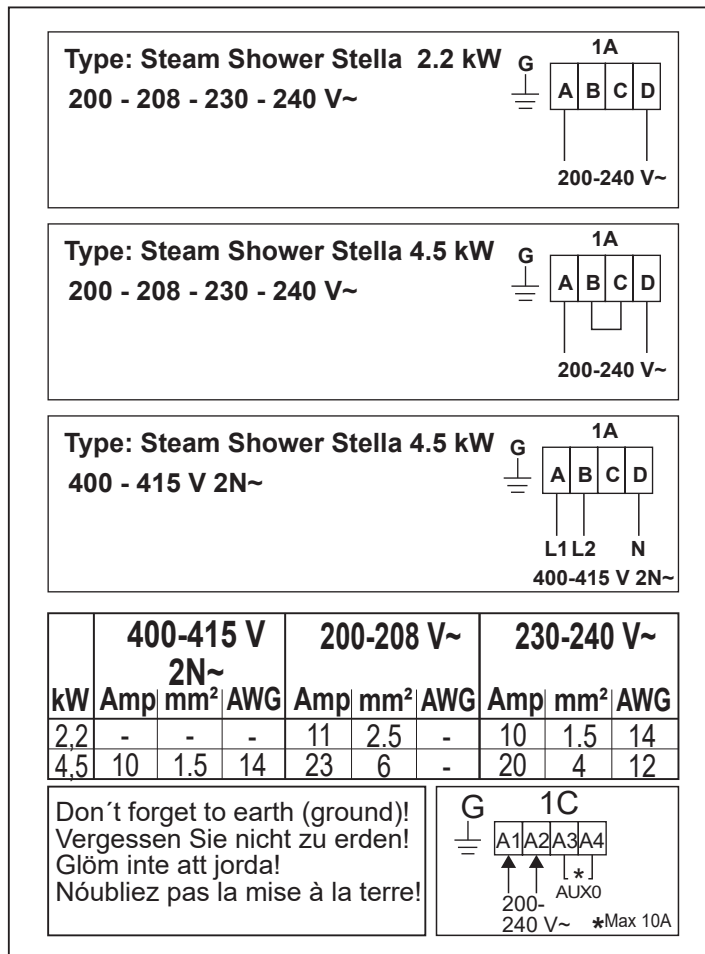 Type: Steam Shower Stella 2.2 kW
200 - 208 - 230 - 240 V~
G
1A
A B C D
200-240 V~
Type: Steam Shower Stella 4.5 kW
200 - 208 - 230 - 240 V~
G
1A
A B C D
200-240 V~
Type: Steam Shower Stella 4.5 kW
400 - 415 V 2N~
G
1A
A B C D
L1 L2 N
400-415 V 2N~
400-415 V 2N~ 200-208 V~ 230-240 V~
kW Amp mm² AWG Amp mm² AWG Amp mm² AWG
2,2 - - - 11 2.5 - 10 1.5 14
4,5 10 1.5 14 23 6 - 20 4 12
Don´t forget to earth (ground)!
Vergessen Sie nicht zu erden!
Glöm inte att jorda!
Nóubliez pas la mise à la terre!
G 1C
A1 A2 A3 A4
*
AUX0
200-
240 V~ *Max 10A